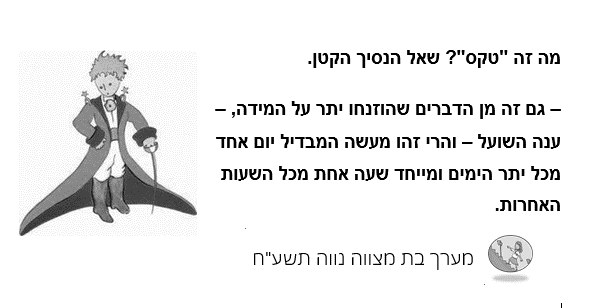 מה זה "טקס"? שאל הנסיך הקטן.
– גם זה מן הדברים שהוזנחו יתר על המידה, –
ענה השועל – והרי זהו מעשה המבדיל יום אחד
מכל יתר הימים ומייחד שעה אחת מכל השעות
האחרות.
מערך בת מצווה נווה תשע"ח